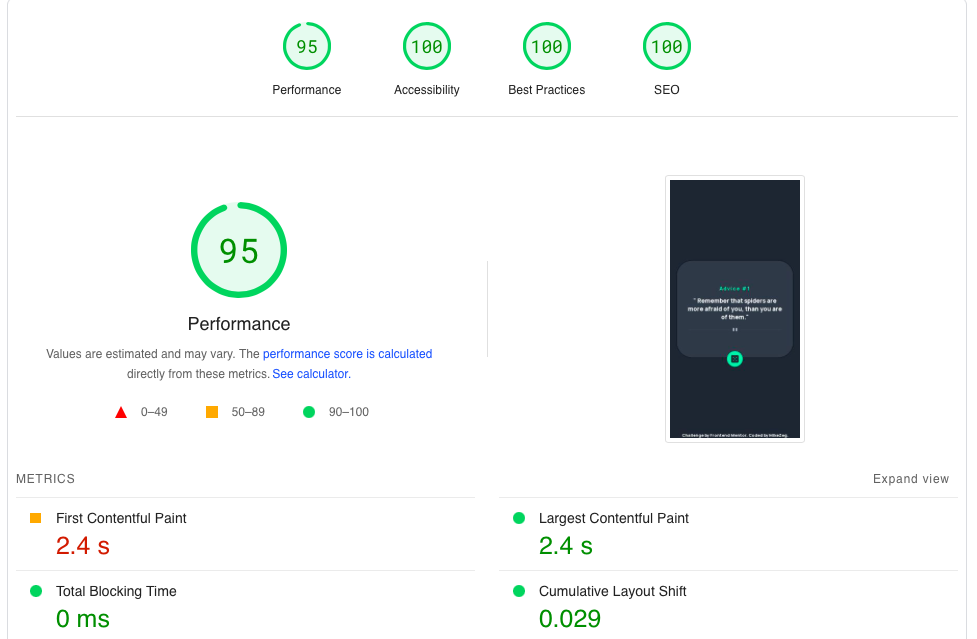 95
100
100
100
Performance
Accessibility
Best Practices
SEO
95
Performance
Values are estimated and may vary. The performance score is calculated
directly from these metrics. See calculator.
0–49
50–89
90–100
Advice #1
" Remember that spiders are
more afraid of you, than you are
of them."
Challenge by Frontend Mentor. Coded by
METRICS
Expand view
First Contentful Paint
2.4 s
Largest Contentful Paint
2.4 s
Total Blocking Time
0 ms
Cumulative Layout Shift
0.029